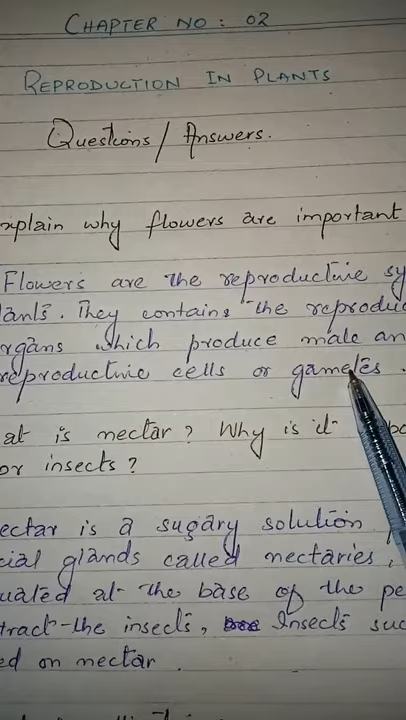 CHAPTER NO: 02
REPRODUCTION IN PLANTS
Questions/Answers.
xplain why flowers are important
Flowers are the reproductive sy
lants. They contains the reproduc
rgans which produce male an
reproductive cells or gametes.
at is nectar? Why is it
or insects?
ectar is a sugary solution
cial glands called nectaries,
uated at the base of the pe
tract the insects, Insects suc
ed on nectar.